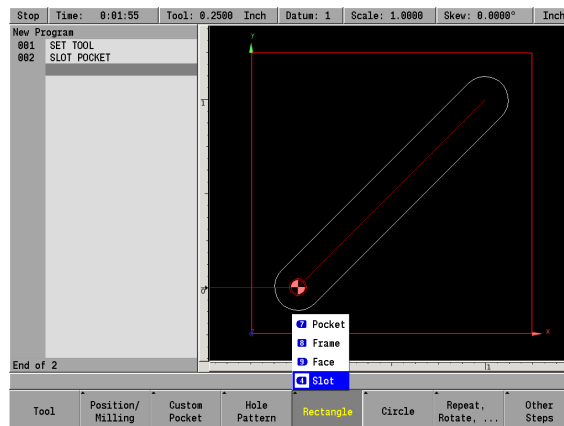 Stop Time: 0:01:55 Tool: 0.2500 Inch Datum: 1 Scale: 1.0000 Skew: 0.0000° Inch
New Program
001 SET TOOL
002 SLOT POCKET
Y
1
0
X
Z
7 Pocket
8 Frame
9 Face
4 Slot
End of 2
1
Tool
Position/
Milling
Custom
Pocket
Hole
Pattern
Rectangle
Circle
Repeat,
Rotate, ...
Other
Steps